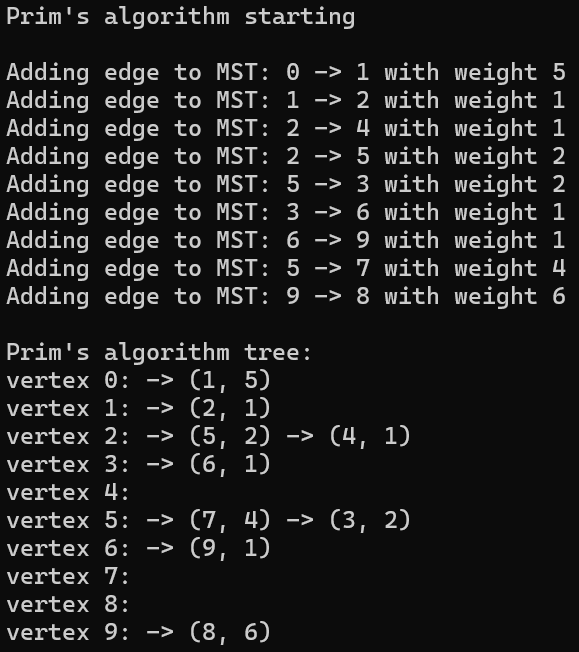 Prim's algorithm starting
Adding edge to MST: 0 -> 1 with weight 5
Adding edge to MST: 1 -> 2 with weight 1
Adding edge to MST: 2 -> 4 with weight 1
Adding edge to MST: 2 -> 5 with weight 2
Adding edge to MST: 5 -> 3 with weight 2
Adding edge to MST: 3 -> 6 with weight 1
Adding edge to MST: 6 -> 9 with weight 1
Adding edge to MST: 5 -> 7 with weight 4
Adding edge to MST: 9 -> 8 with weight 6
Prim's algorithm tree:
vertex 0: -> (1, 5)
vertex 1: -> (2, 1)
vertex 2: -> (5, 2) -> (4, 1)
vertex 3: -> (6, 1)
vertex 4:
vertex 5: -> (7, 4) -> (3, 2)
vertex 6: -> (9, 1)
vertex 7:
vertex 8:
vertex 9: -> (8, 6)